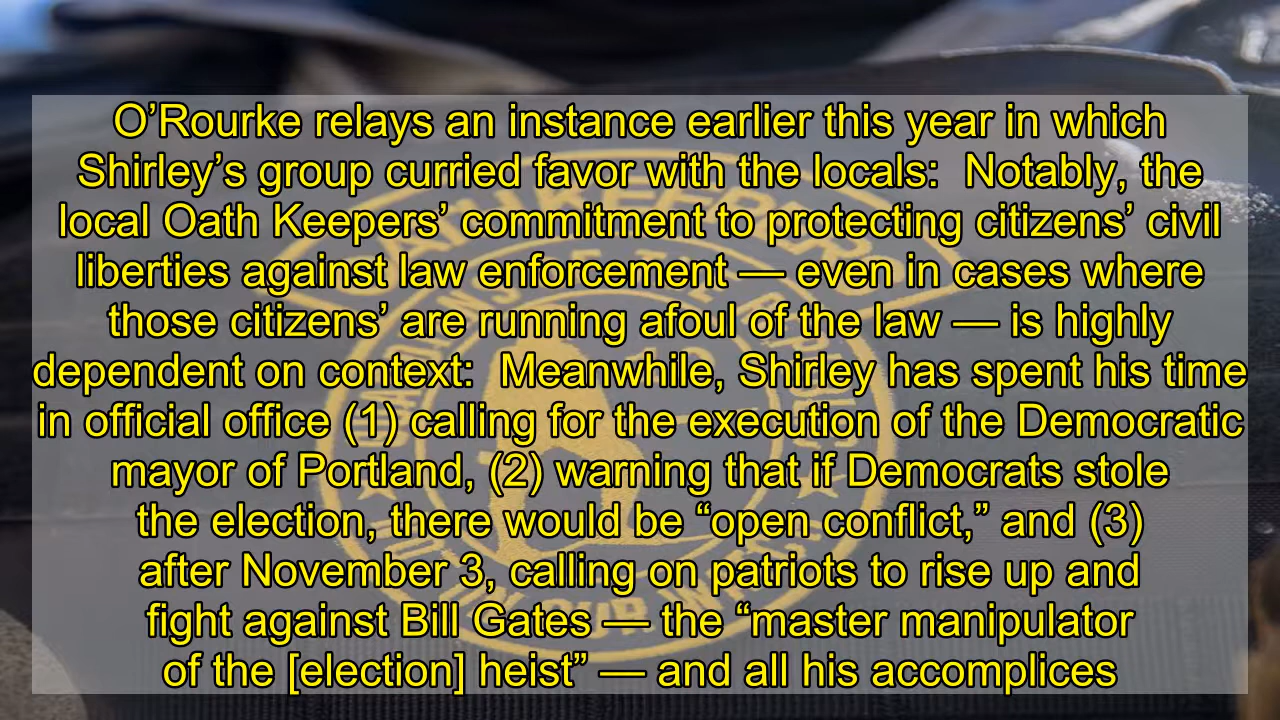 O’Rourke relays an instance earlier this year in which
Shirley’s group curried favor with the locals:  Notably, the
local Oath Keepers’ commitment to protecting citizens’ civil
liberties against law enforcement — even in cases where
those citizens’ are running afoul of the law — is highly
dependent on context:  Meanwhile, Shirley has spent his time
in official office (1) calling for the execution of the Democratic
mayor of Portland, (2) warning that if Democrats stole
the election, there would be “open conflict,” and (3)
after November 3, calling on patriots to rise up and
fight against Bill Gates — the “master manipulator
of the [election] heist” — and all his accomplices
OATH KEEPERS